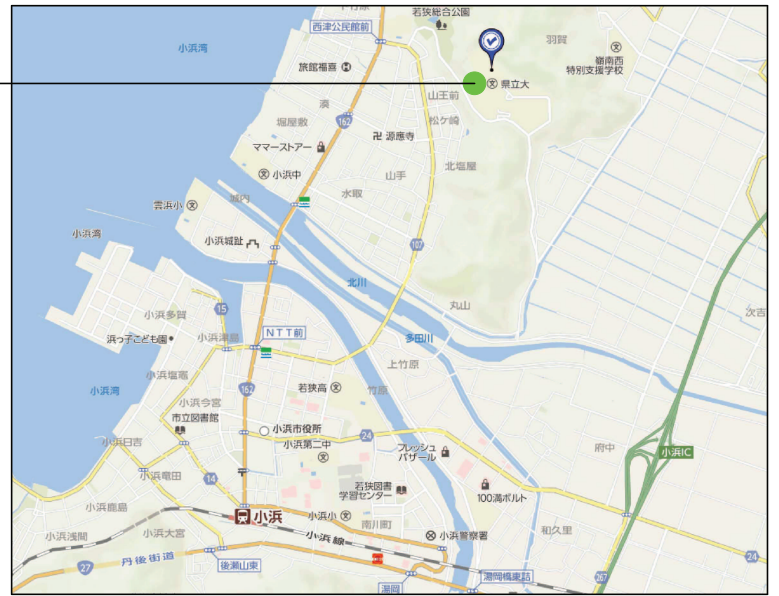 下竹原
若狭総合公園
西津公民館前
小浜湾
羽賀
嶺南西
特別支援学校
旅館福喜
県立大
山王前
湊
162
松ケ崎
堀屋敷
ママーストアー
源應寺
北塩屋
小浜中
山手
城内
水取
雲浜小
小浜湾
小浜城趾
107
北川
丸山
次吉
15
小浜多賀
多田川
NTT前
浜っ子こども園
小浜津島
上竹原
小浜塩竈
若狭高
竹原
小浜湾
162
小浜今宮
市立図書館
小浜市役所
24
小浜日吉
小浜第二中
フレッシュ
バザール
府中
小浜IC
小浜竜田
14
若狭図書
学習センター
100満ボルト
小浜鹿島
小浜
小浜小
南川町
小浜浅間
小浜大宮
小浜線
小浜警察署
和久里
丹後街道
24
27
後瀬山東
湯岡
湯岡橋東詰
267